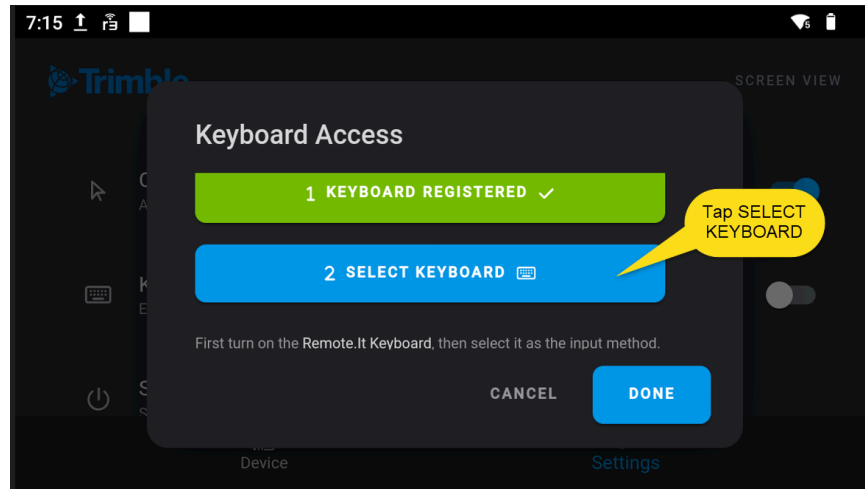 7:15
Trimble
SCREEN VIEW
Keyboard Access
1 KEYBOARD REGISTERED
Tap SELECT
KEYBOARD
2 SELECT KEYBOARD
First turn on the Remote.It Keyboard, then select it as the input method.
CANCEL
DONE
Device
Settings